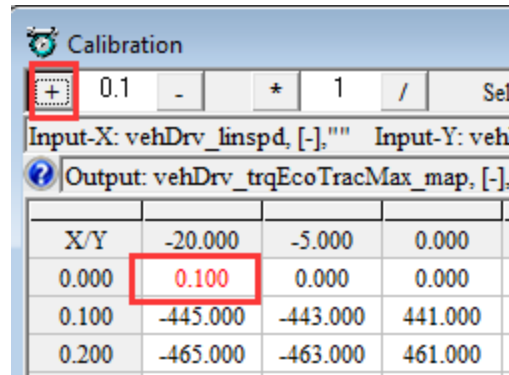 Calibration
+ 0.1 - * 1 /
Input-X: vehDrv_linspd, [-],"" Input-Y:
Output: vehDrv_trqEcoTracMax_map, [-],
X/Y -20.000 -5.000 0.000
0.000 0.100 0.000 0.000
0.100 -445.000 -443.000 441.000
0.200 -465.000 -463.000 461.000